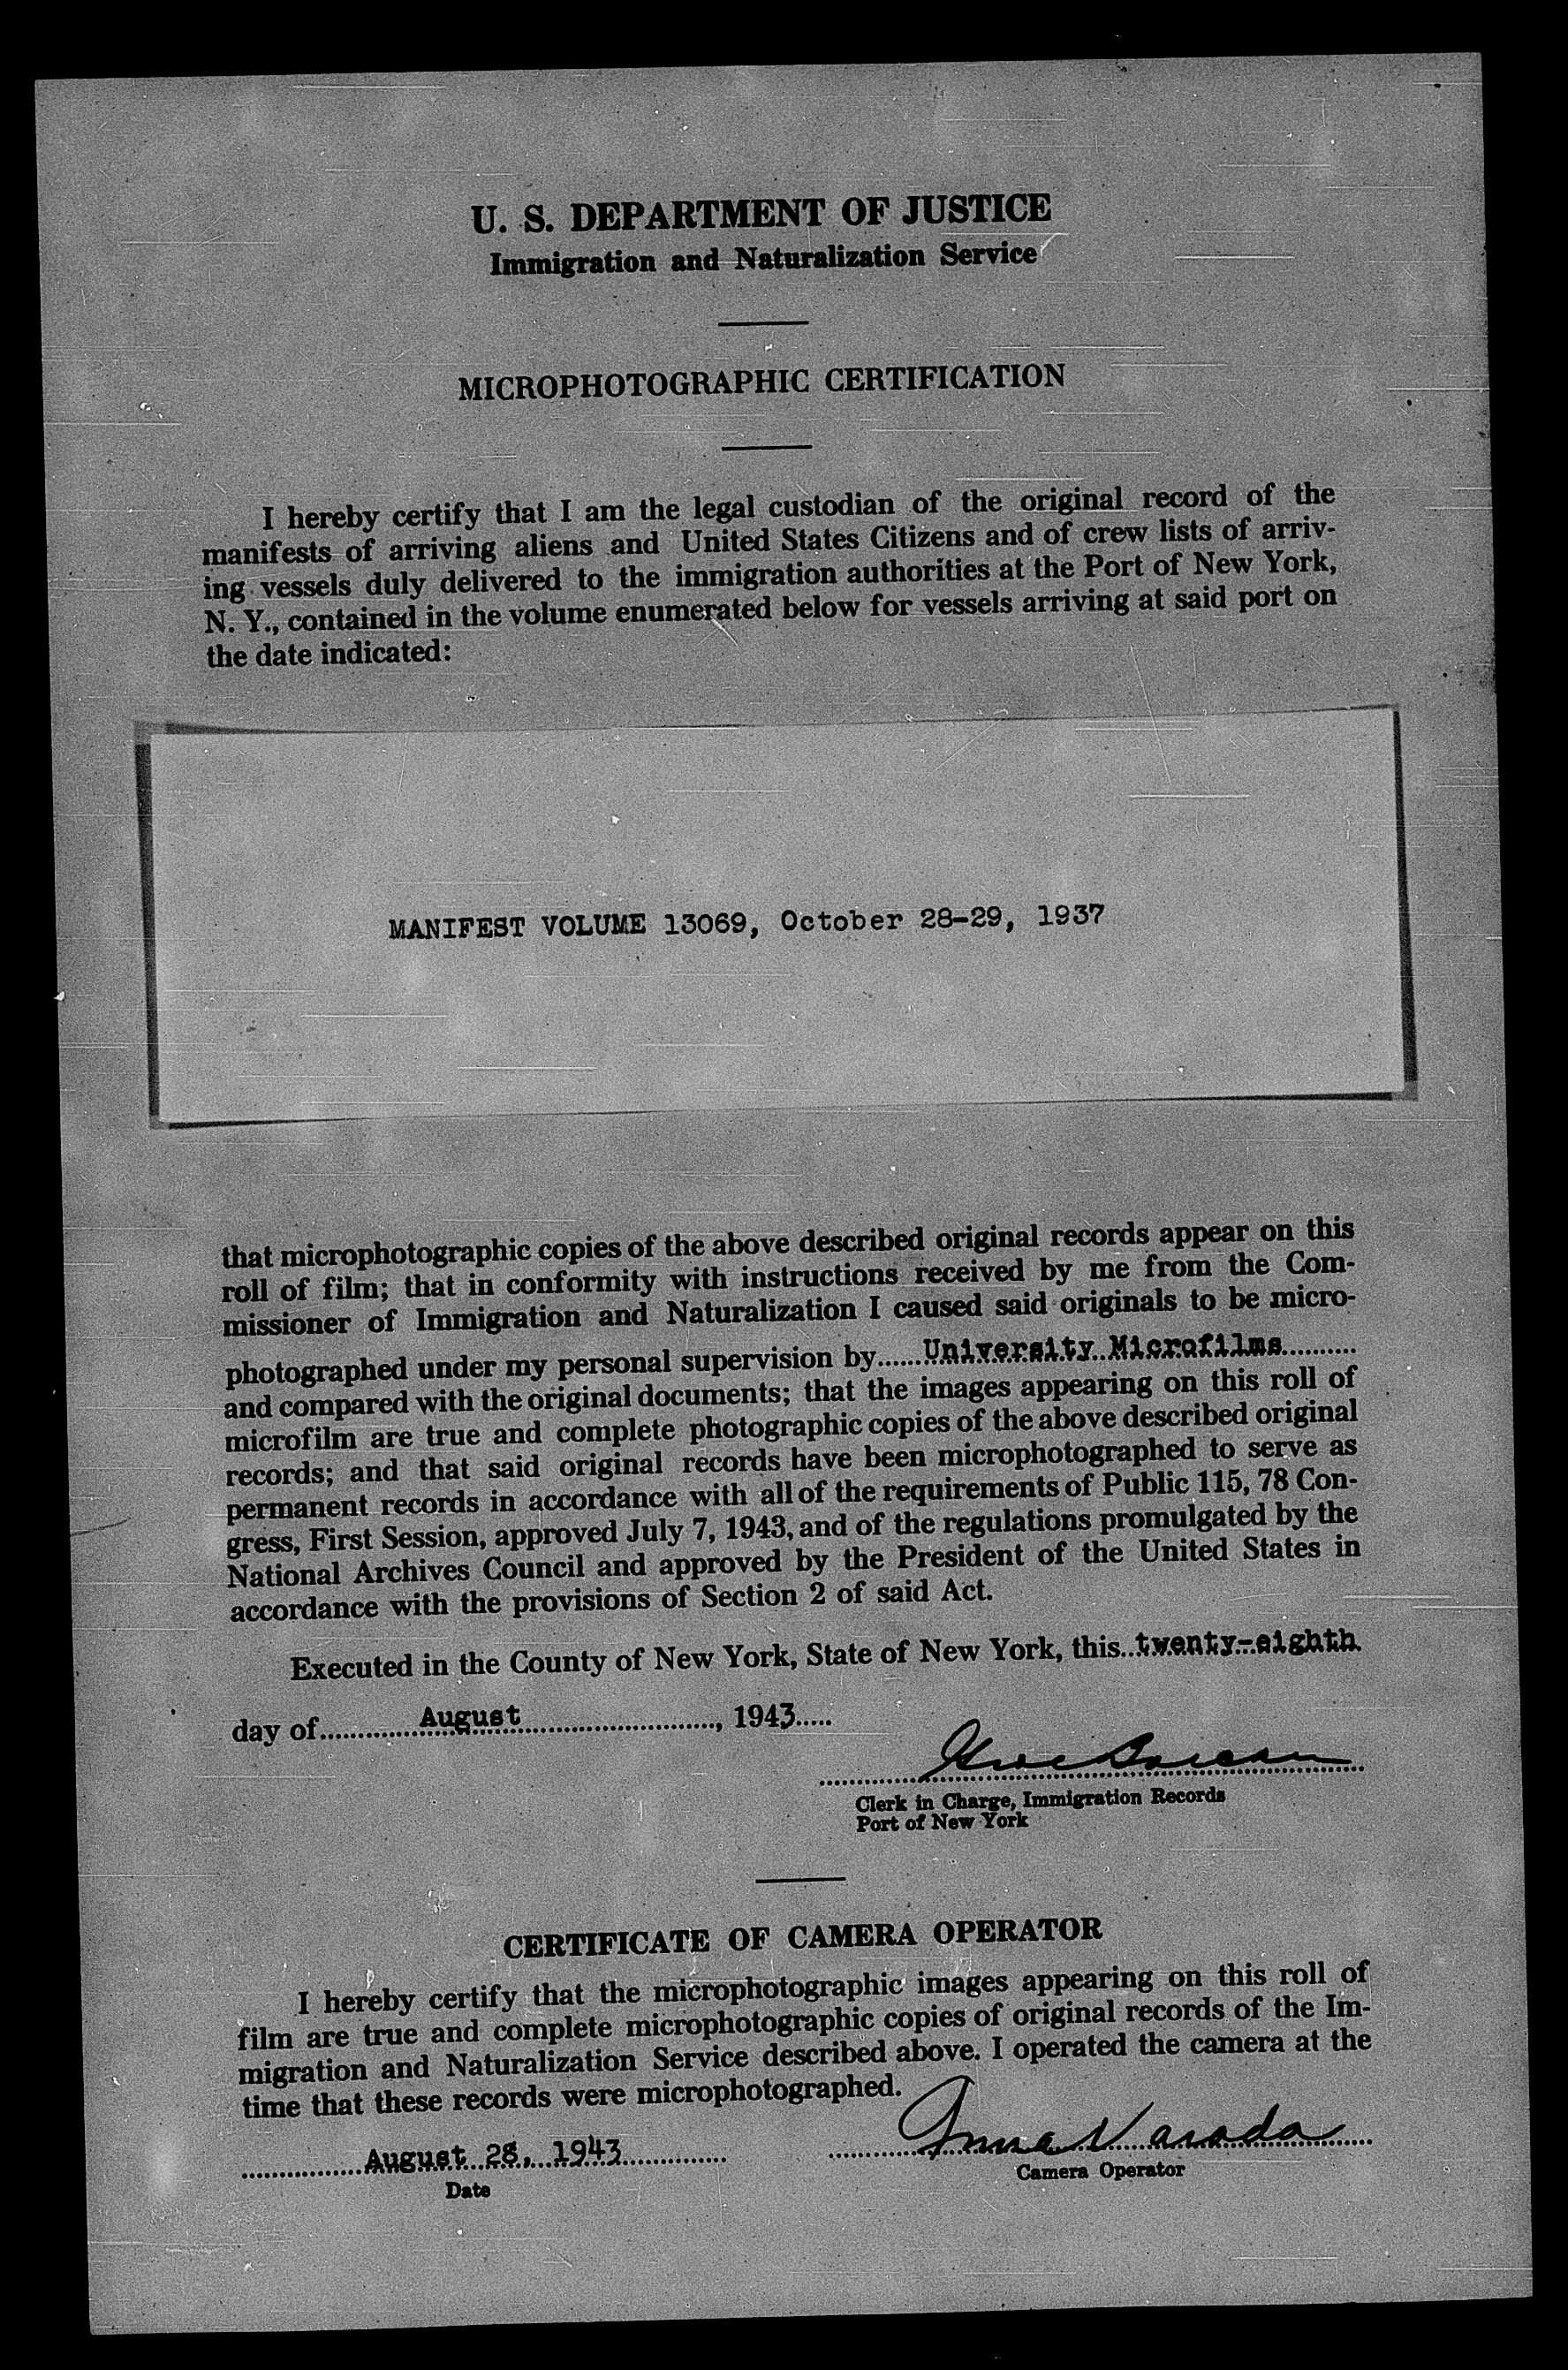 U. S. DEPARTMENT OF JUSTICE
Immigration and Naturalization Service
MICROPHOTOGRAPHIC CERTIFICATION
I hereby certify that I am the legal custodian of the original record of the
manifests of arriving aliens and United States Citizens and of crew lists of arriv-
ing vessels duly delivered to the immigration authorities at the Port of New York,
N. Y., contained in the volume enumerated below for vessels arriving at said port on
the date indicated:
MANIFEST VOLUME 13069, October 28-29, 1937
that microphotographic copies of the above described original records appear on this
roll of film; that in conformity with instructions received by me from the Com-
missioner of Immigration and Naturalization I caused said originals to be micro-
photographed under my personal supervision by......University Microfilms..........
and compared with the original documents; that the images appearing on this roll of
microfilm are true and complete photographic copies of the above described original
records; and that said original records have been microphotographed to serve as
permanent records in accordance with all of the requirements of Public 115, 78 Con-
gress, First Session, approved July 7, 1943, and of the regulations promulgated by the
National Archives Council and approved by the President of the United States in
accordance with the provisions of Section 2 of said Act.
Executed in the County of New York, State of New York, this..twenty-eighth
day of.............August............................, 1943.....
Clerk in Charge, Immigration Records
Port of New York
CERTIFICATE OF CAMERA OPERATOR
I hereby certify that the microphotographic images appearing on this roll of
film are true and complete microphotographic copies of original records of the Im-
migration and Naturalization Service described above. I operated the camera at the
time that these records were microphotographed.
August 28, 1943 Anna Varada
Date Camera Operator